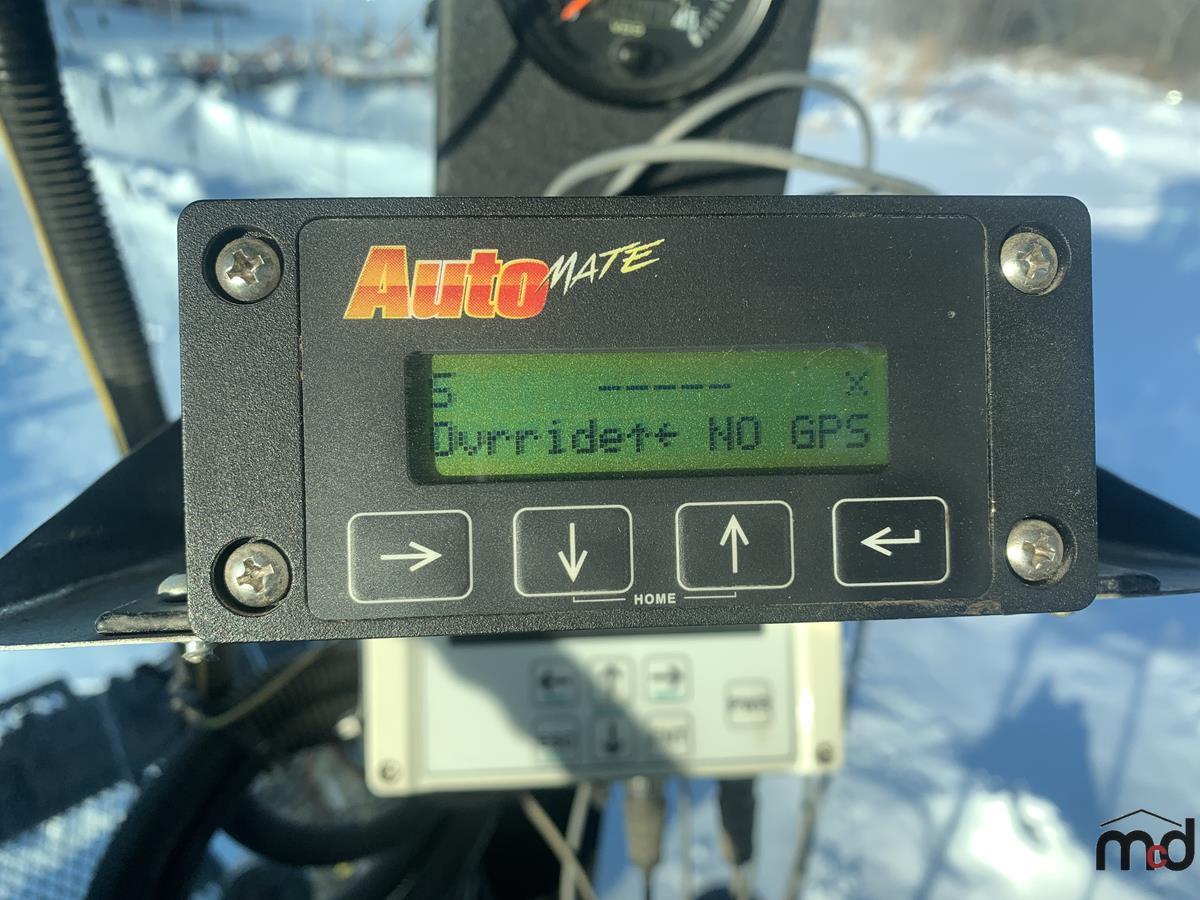 AutoMATE
5 ----- x
Ovrride↑← NO GPS
→ ↓ ↑ ↵
HOME
← ↑ →
PWR
↓
mcd